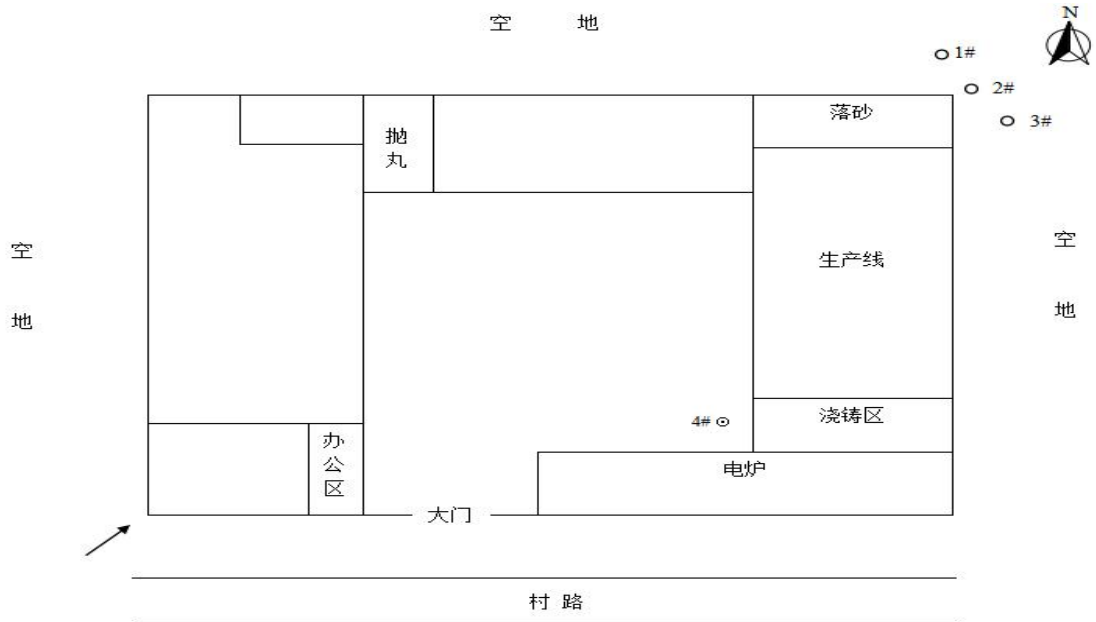 空 地
N
1#
2#
3#
落砂
抛
丸
空
地
生产线
空
地
4#
浇铸区
办
公
区
电炉
大门
村 路